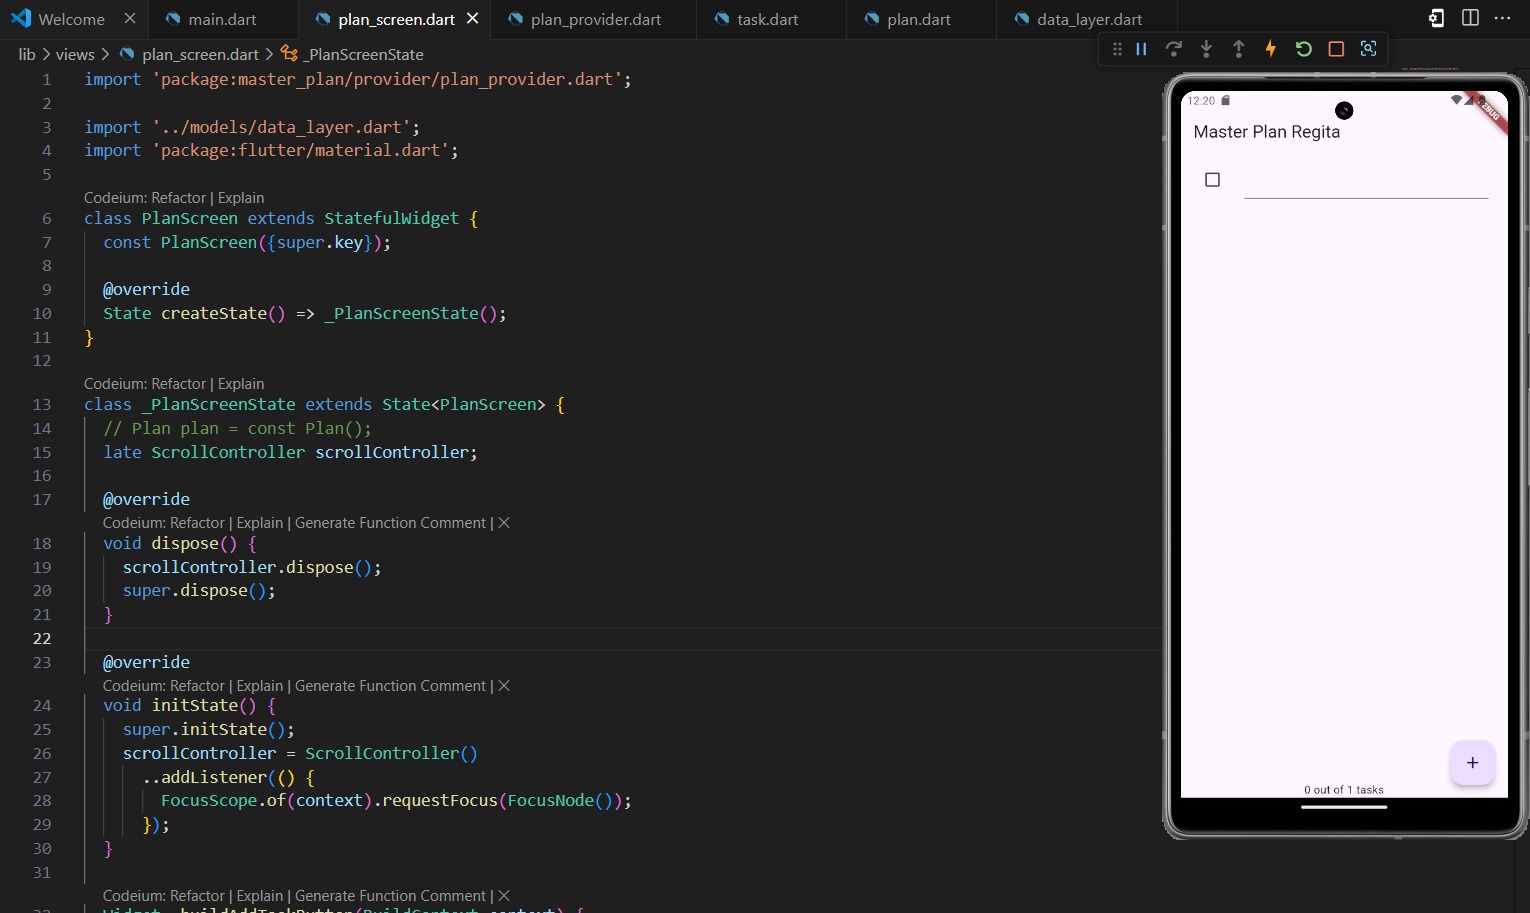 Welcome
main.dart
plan_screen.dart
plan_provider.dart
task.dart
plan.dart
data_layer.dart
lib > views > plan_screen.dart > _PlanScreenState
1 import 'package:master_plan/provider/plan_provider.dart';
2
3 import '../models/data_layer.dart';
4 import 'package:flutter/material.dart';
5
Codeium: Refactor | Explain
6 class PlanScreen extends StatefulWidget {
7 const PlanScreen({super.key});
8
9 @override
10 State createState() => _PlanScreenState();
11 }
12
Codeium: Refactor | Explain
13 class _PlanScreenState extends State<PlanScreen> {
14 // Plan plan = const Plan();
15 late ScrollController scrollController;
16
17 @override
Codeium: Refactor | Explain | Generate Function Comment | ×
18 void dispose() {
19 scrollController.dispose();
20 super.dispose();
21 }
22
23 @override
Codeium: Refactor | Explain | Generate Function Comment | ×
24 void initState() {
25 super.initState();
26 scrollController = ScrollController()
27 ..addListener(() {
28 FocusScope.of(context).requestFocus(FocusNode());
29 });
30 }
31
Codeium: Refactor | Explain | Generate Function Comment | ×
12:20
Master Plan Regita
0 out of 1 tasks